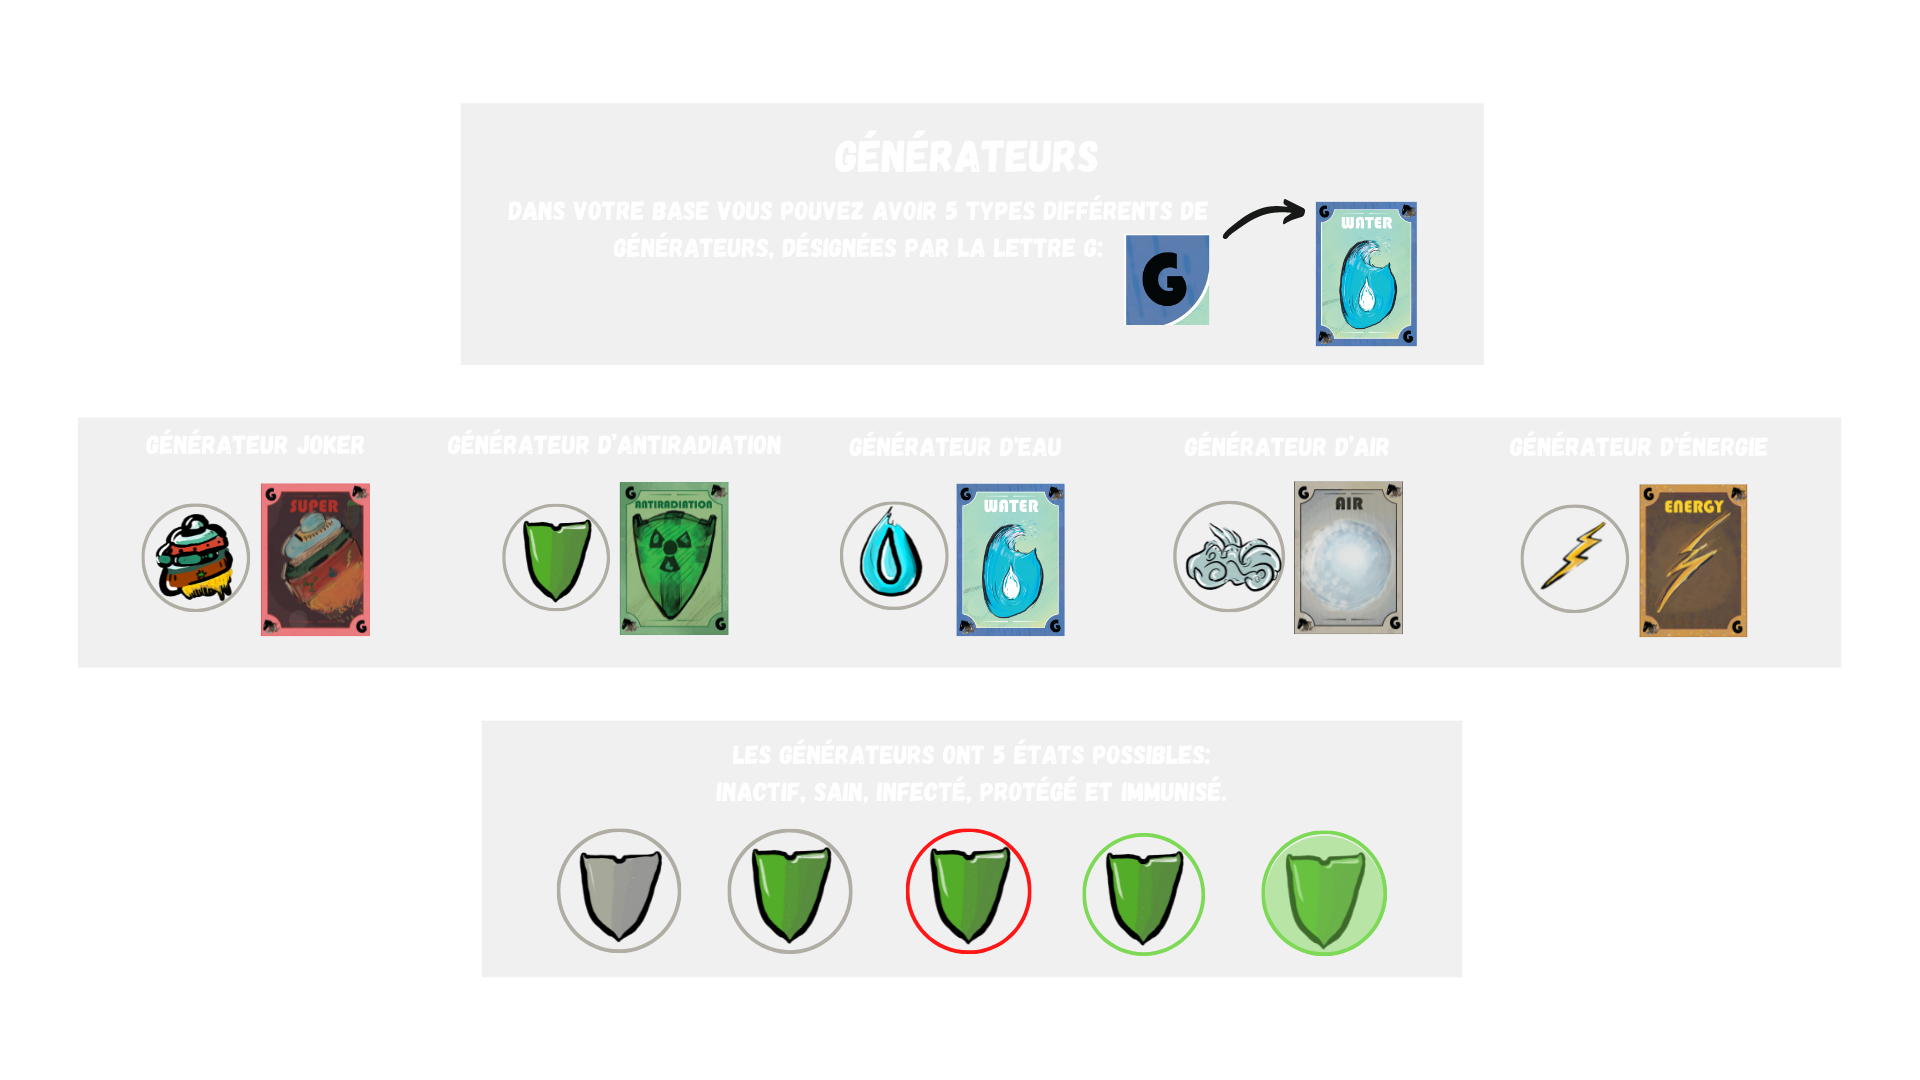 GÉNÉRATEURS
DANS VOTRE BASE VOUS POUVEZ AVOIR 5 TYPES DIFFÉRENTS DE
GÉNÉRATEURS, DÉSIGNÉES PAR LA LETTRE G:
G
G
WATER
G
GÉNÉRATEUR JOKER
GÉNÉRATEUR D'ANTIRADIATION
GÉNÉRATEUR D'EAU
GÉNÉRATEUR D'AIR
GÉNÉRATEUR D'ÉNERGIE
G
SUPER
G
G
ANTIRADIATION
G
G
WATER
G
G
AIR
G
G
ENERGY
G
LES GÉNÉRATEURS ONT 5 ÉTATS POSSIBLES:
INACTIF, SAIN, INFECTÉ, PROTÉGÉ ET IMMUNISÉ.